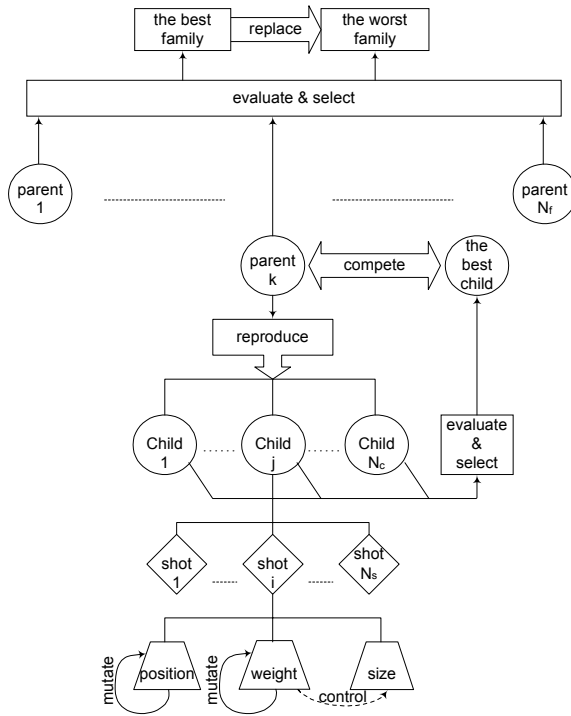 the best
family
replace
the worst
family
evaluate & select
parent
1
parent
Nf
parent
k
compete
the
best
child
reproduce
Child
1
Child
j
Child
Nc
evaluate
&
select
shot
1
shot
i
shot
Ns
mutate
position
mutate
weight
size
control